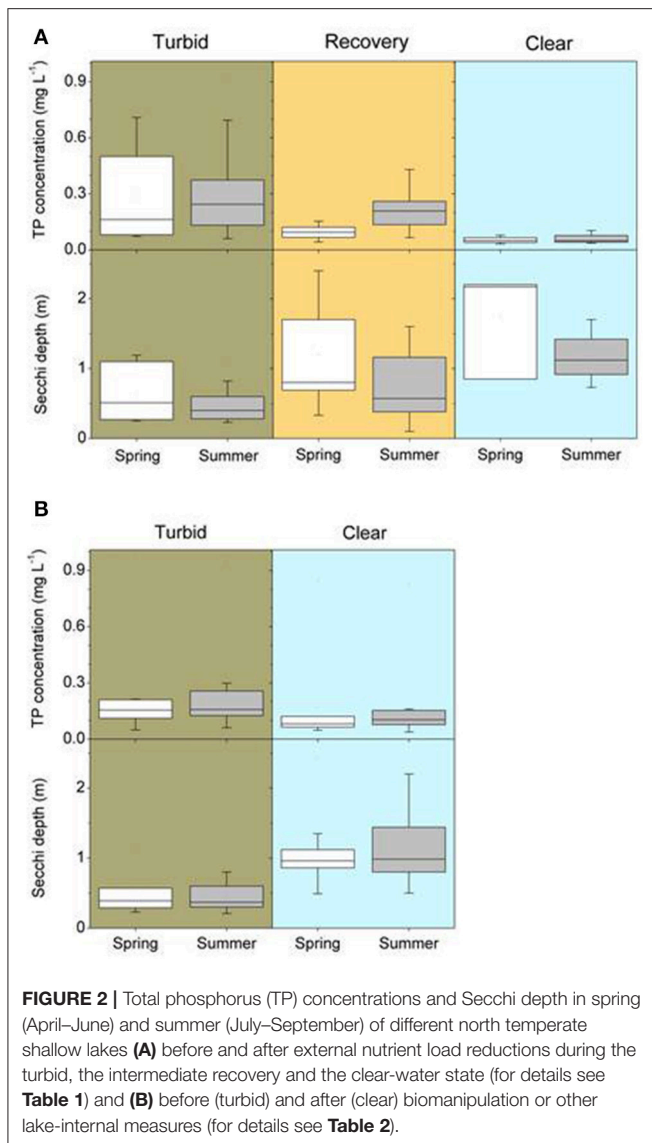 A
Turbid Recovery Clear
TP concentration (mg L⁻¹)
0.9
0.6
0.3
0.0
Secchi depth (m)
2
1
0
Spring Summer Spring Summer Spring Summer
B
Turbid Clear
TP concentration (mg L⁻¹)
0.9
0.6
0.3
0.0
Secchi depth (m)
2
1
0
Spring Summer Spring Summer
FIGURE 2 | Total phosphorus (TP) concentrations and Secchi depth in spring
(April–June) and summer (July–September) of different north temperate
shallow lakes (A) before and after external nutrient load reductions during the
turbid, the intermediate recovery and the clear-water state (for details see
Table 1) and (B) before (turbid) and after (clear) biomanipulation or other
lake-internal measures (for details see Table 2).